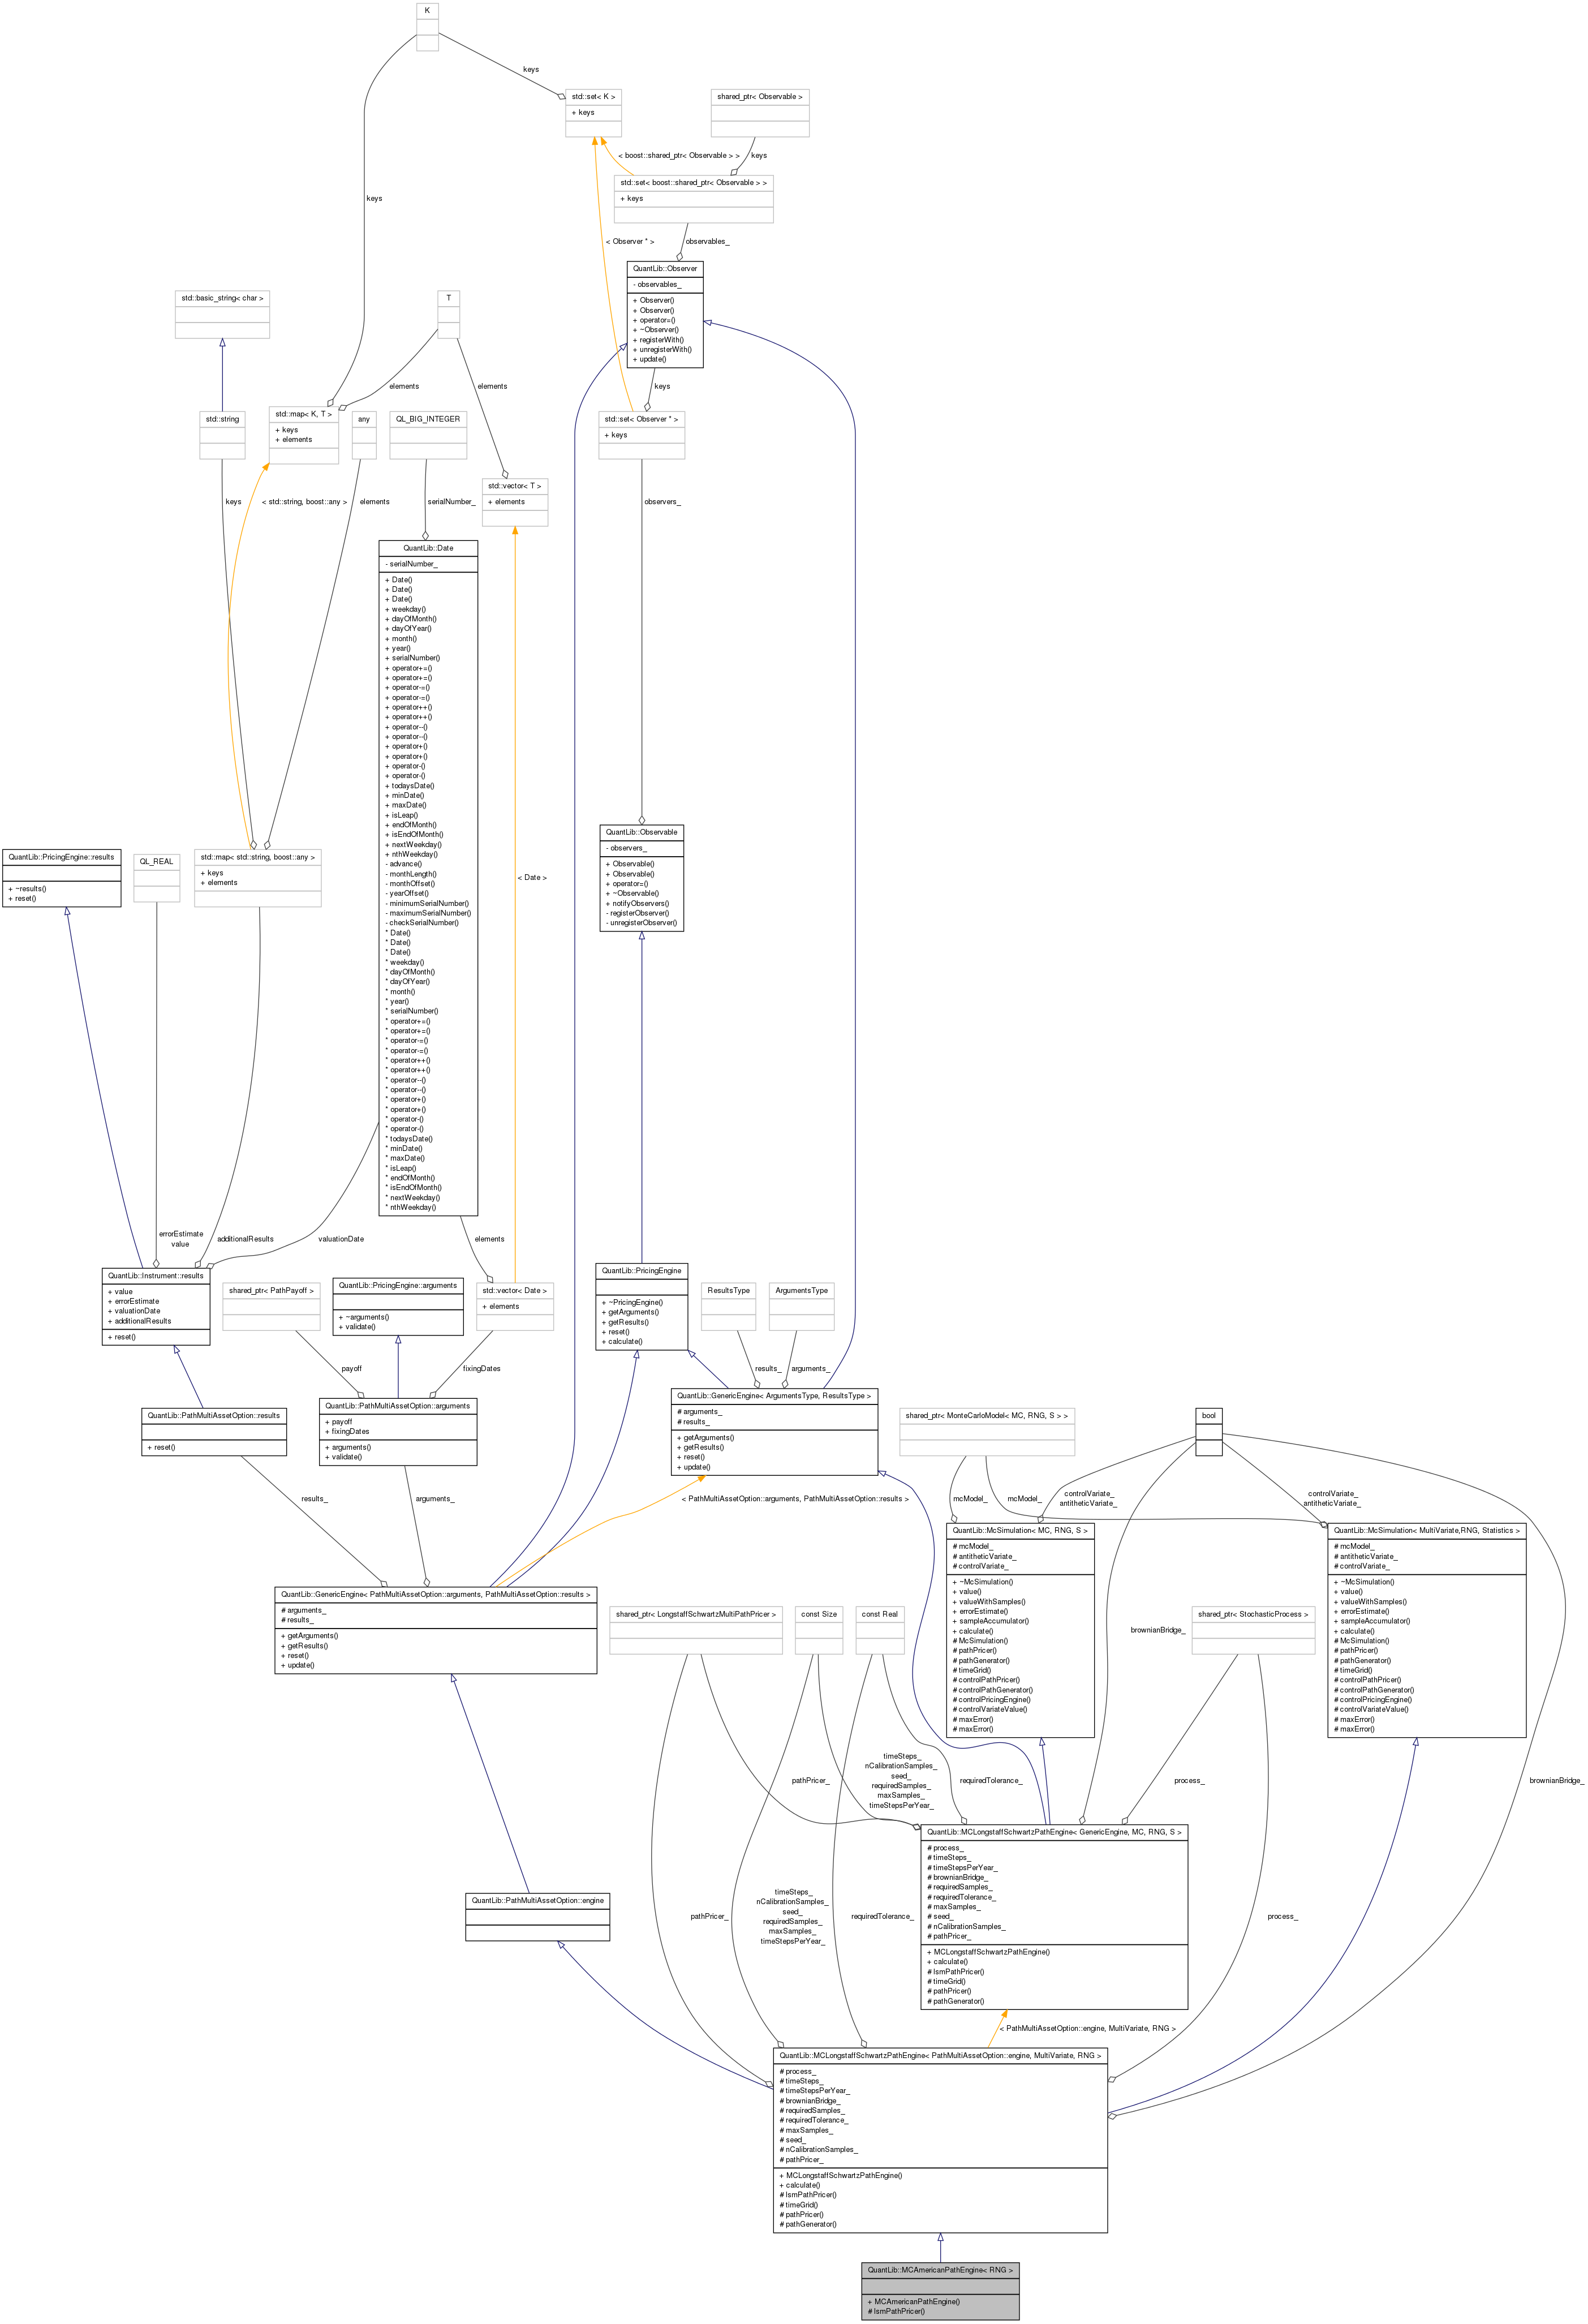 K
keys
std::set< K >
+ keys
shared_ptr< Observable >
< boost::shared_ptr< Observable > >
keys
std::set< boost::shared_ptr< Observable > >
+ keys
keys
< Observer * >
observables_
QuantLib::Observer
- observables_
+ Observer()
+ Observer()
+ operator=()
+ ~Observer()
+ registerWith()
+ unregisterWith()
+ update()
std::basic_string< char >
T
elements
elements
keys
std::string
std::map< K, T >
+ keys
+ elements
any
QL_BIG_INTEGER
std::set< Observer * >
+ keys
std::vector< T >
+ elements
keys
< std::string, boost::any >
elements
serialNumber_
observers_
QuantLib::Date
- serialNumber_
+ Date()
+ Date()
+ Date()
+ weekday()
+ dayOfMonth()
+ dayOfYear()
+ month()
+ year()
+ serialNumber()
+ operator+=()
+ operator+=()
+ operator-=()
+ operator-=()
+ operator++()
+ operator++()
+ operator--()
+ operator--()
+ operator+()
+ operator+()
+ operator-()
+ operator-()
+ todaysDate()
+ minDate()
+ maxDate()
+ isLeap()
+ endOfMonth()
+ isEndOfMonth()
+ nextWeekday()
+ nthWeekday()
- advance()
- monthLength()
- monthOffset()
- yearOffset()
- minimumSerialNumber()
- maximumSerialNumber()
- checkSerialNumber()
* Date()
* Date()
* Date()
* weekday()
* dayOfMonth()
* dayOfYear()
* month()
* year()
* serialNumber()
* operator+=()
* operator+=()
* operator-=()
* operator-=()
* operator++()
* operator++()
* operator--()
* operator--()
* operator+()
* operator+()
* operator-()
* operator-()
* todaysDate()
* minDate()
* maxDate()
* isLeap()
* endOfMonth()
* isEndOfMonth()
* nextWeekday()
* nthWeekday()
QuantLib::Observable
- observers_
+ Observable()
+ Observable()
+ operator=()
+ ~Observable()
+ notifyObservers()
- registerObserver()
- unregisterObserver()
QuantLib::PricingEngine::results
+ ~results()
+ reset()
QL_REAL
std::map< std::string, boost::any >
+ keys
+ elements
< Date >
errorEstimate
value
additionalResults
valuationDate
elements
QuantLib::Instrument::results
+ value
+ errorEstimate
+ valuationDate
+ additionalResults
+ reset()
shared_ptr< PathPayoff >
QuantLib::PricingEngine::arguments
+ ~arguments()
+ validate()
std::vector< Date >
+ elements
QuantLib::PricingEngine
+ ~PricingEngine()
+ getArguments()
+ getResults()
+ reset()
+ calculate()
ResultsType
ArgumentsType
payoff
fixingDates
results_
arguments_
QuantLib::PathMultiAssetOption::results
+ reset()
QuantLib::PathMultiAssetOption::arguments
+ payoff
+ fixingDates
+ arguments()
+ validate()
QuantLib::GenericEngine< ArgumentsType, ResultsType >
# arguments_
# results_
+ getArguments()
+ getResults()
+ reset()
+ update()
shared_ptr< MonteCarloModel< MC, RNG, S > >
bool
results_
arguments_
< PathMultiAssetOption::arguments, PathMultiAssetOption::results >
mcModel_
mcModel_
controlVariate_
antitheticVariate_
controlVariate_
antitheticVariate_
QuantLib::McSimulation< MC, RNG, S >
# mcModel_
# antitheticVariate_
# controlVariate_
+ ~McSimulation()
+ value()
+ valueWithSamples()
+ errorEstimate()
+ sampleAccumulator()
+ calculate()
# McSimulation()
# pathPricer()
# pathGenerator()
# timeGrid()
# controlPathPricer()
# controlPathGenerator()
# controlPricingEngine()
# controlVariateValue()
# maxError()
# maxError()
QuantLib::McSimulation< MultiVariate,RNG, Statistics >
# mcModel_
# antitheticVariate_
# controlVariate_
+ ~McSimulation()
+ value()
+ valueWithSamples()
+ errorEstimate()
+ sampleAccumulator()
+ calculate()
# McSimulation()
# pathPricer()
# pathGenerator()
# timeGrid()
# controlPathPricer()
# controlPathGenerator()
# controlPricingEngine()
# controlVariateValue()
# maxError()
# maxError()
QuantLib::GenericEngine< PathMultiAssetOption::arguments, PathMultiAssetOption::results >
# arguments_
# results_
+ getArguments()
+ getResults()
+ reset()
+ update()
shared_ptr< LongstaffSchwartzMultiPathPricer >
const Size
const Real
brownianBridge_
shared_ptr< StochasticProcess >
pathPricer_
timeSteps_
nCalibrationSamples_
seed_
requiredSamples_
maxSamples_
timeStepsPerYear_
requiredTolerance_
process_
brownianBridge_
QuantLib::MCLongstaffSchwartzPathEngine< GenericEngine, MC, RNG, S >
# process_
# timeSteps_
# timeStepsPerYear_
# brownianBridge_
# requiredSamples_
# requiredTolerance_
# maxSamples_
# seed_
# nCalibrationSamples_
# pathPricer_
+ MCLongstaffSchwartzPathEngine()
+ calculate()
# lsmPathPricer()
# timeGrid()
# pathPricer()
# pathGenerator()
QuantLib::PathMultiAssetOption::engine
pathPricer_
timeSteps_
nCalibrationSamples_
seed_
requiredSamples_
maxSamples_
timeStepsPerYear_
requiredTolerance_
process_
< PathMultiAssetOption::engine, MultiVariate, RNG >
QuantLib::MCLongstaffSchwartzPathEngine< PathMultiAssetOption::engine, MultiVariate, RNG >
# process_
# timeSteps_
# timeStepsPerYear_
# brownianBridge_
# requiredSamples_
# requiredTolerance_
# maxSamples_
# seed_
# nCalibrationSamples_
# pathPricer_
+ MCLongstaffSchwartzPathEngine()
+ calculate()
# lsmPathPricer()
# timeGrid()
# pathPricer()
# pathGenerator()
QuantLib::MCAmericanPathEngine< RNG >
+ MCAmericanPathEngine()
# lsmPathPricer()